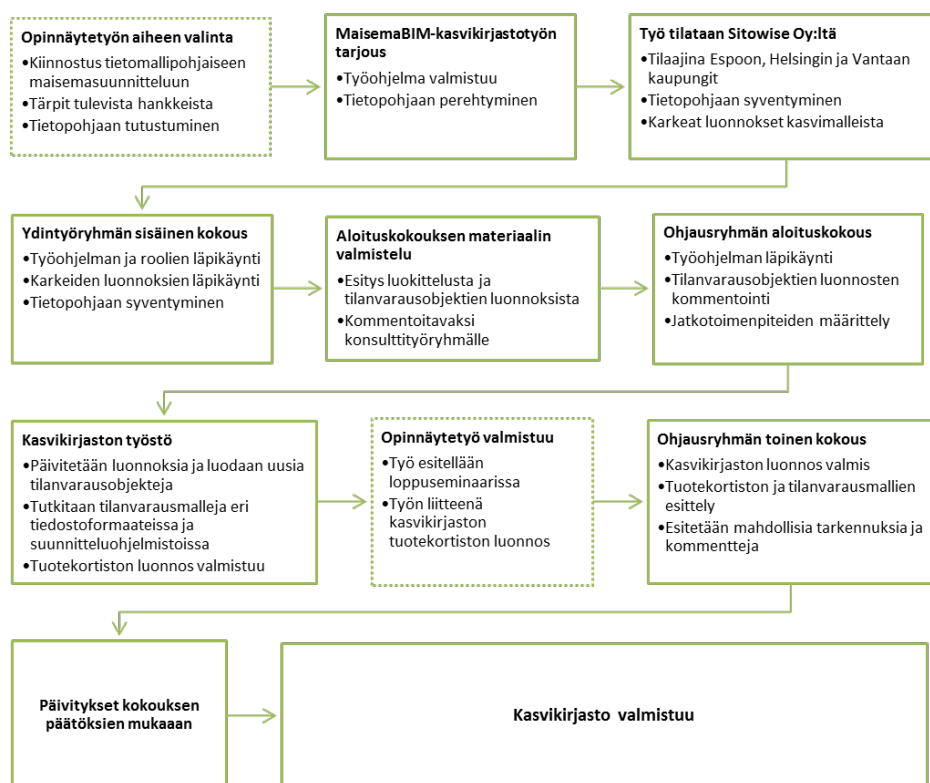 Opinnäytetyön aiheen valinta
•Kiinnostus tietomallipohjaiseen
maisemasuunnitteluun
•Tärpit tulevista hankkeista
•Tietopohjaan tutustuminen
MaisemaBIM-kasvikirjastotyön
tarjous
•Työohjelma valmistuu
•Tietopohjaan perehtyminen
Työ tilataan Sitowise Oy:ltä
•Tilaajina Espoon, Helsingin ja Vantaan
kaupungit
•Tietopohjaan syventyminen
•Karkeat luonnokset kasvimalleista
Ydintyöryhmän sisäinen kokous
•Työohjelman ja roolien läpikäynti
•Karkeiden luonnoksien läpikäynti
•Tietopohjaan syventyminen
Aloituskokouksen materiaalin
valmistelu
•Esitys luokittelusta ja
tilanvarausobjektien luonnoksista
•Kommentoitavaksi
konsulttityöryhmälle
Ohjausryhmän aloituskokous
•Työohjelman läpikäynti
•Tilanvarausobjektien luonnosten
kommentointi
•Jatkotoimenpiteiden määrittely
Kasvikirjaston työstö
•Päivitetään luonnoksia ja luodaan uusia
tilanvarausobjekteja
•Tutkitaan tilanvarausmalleja eri
tiedostoformaateissa ja
suunnitteluohjelmistoissa
•Tuotekortiston luonnos valmistuu
Opinnäytetyö valmistuu
•Työ esitellään
loppuseminaarissa
•Työn liitteenä
kasvikirjaston
tuotekortiston luonnos
Ohjausryhmän toinen kokous
•Kasvikirjaston luonnos valmis
•Tuotekortiston ja tilanvarausmallien
esittely
•Esitetään mahdollisia tarkennuksia ja
kommentteja
Päivitykset kokouksen
päätöksien mukaaan
Kasvikirjasto valmistuu